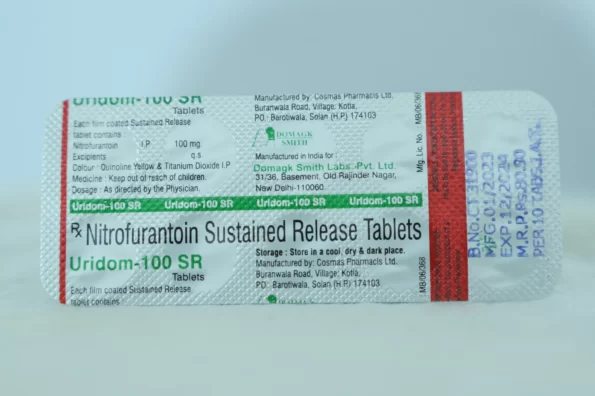 Uridom-100 SR
Tablets
Each film coated Sustained Release
tablet contains :
Nitrofurantoin I.P 100 mg
Excipients q.s
Colour : Quinoline Yellow & Titanium Dioxide I.P
Medicine : Keep out of reach of children.
Dosage : As directed by the Physician.
Manufactured by: Cosmas Pharmacls Ltd.
Buranwala Road, Village: Kotla,
P.O.: Barotiwala, Solan (H.P.) 174103
DOMAGK
SMITH
Manufactured in India for :
Domagk Smith Labs. Pvt. Ltd.
31/36, Basement, Old Rajinder Nagar,
New Delhi-110060.
Uridom-100 SR Uridom-100 SR Uridom-100 SR Uridom-100 SR
Rx Nitrofurantoin Sustained Release Tablets
Uridom-100 SR
Tablets
Each film coated Sustained Release
tablet contains
Storage : Store in a cool, dry & dark place.
Manufactured by: Cosmas Pharmacls Ltd.
Buranwala Road, Village: Kotla,
P.O.: Barotiwala, Solan (H.P.) 174103
DOMAGK
Mfg. Lic. No. MB/06/068
MB/06/068
MFG.01/2023
EXP.12/2024
PER.10 TABS.